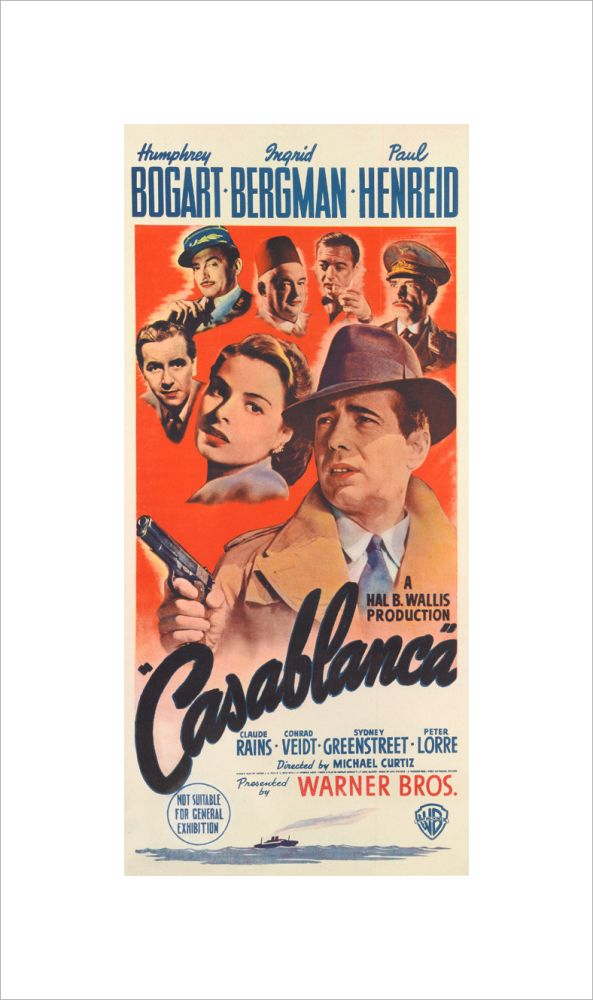 Humphrey Ingrid Paul
BOGART · BERGMAN · HENREID
A
HAL B. WALLIS
PRODUCTION
"Casablanca"
CLAUDE CONRAD SYDNEY PETER
RAINS · VEIDT · GREENSTREET · LORRE
Directed by MICHAEL CURTIZ
Presented by WARNER BROS.
NOT SUITABLE
FOR GENERAL
EXHIBITION
WB